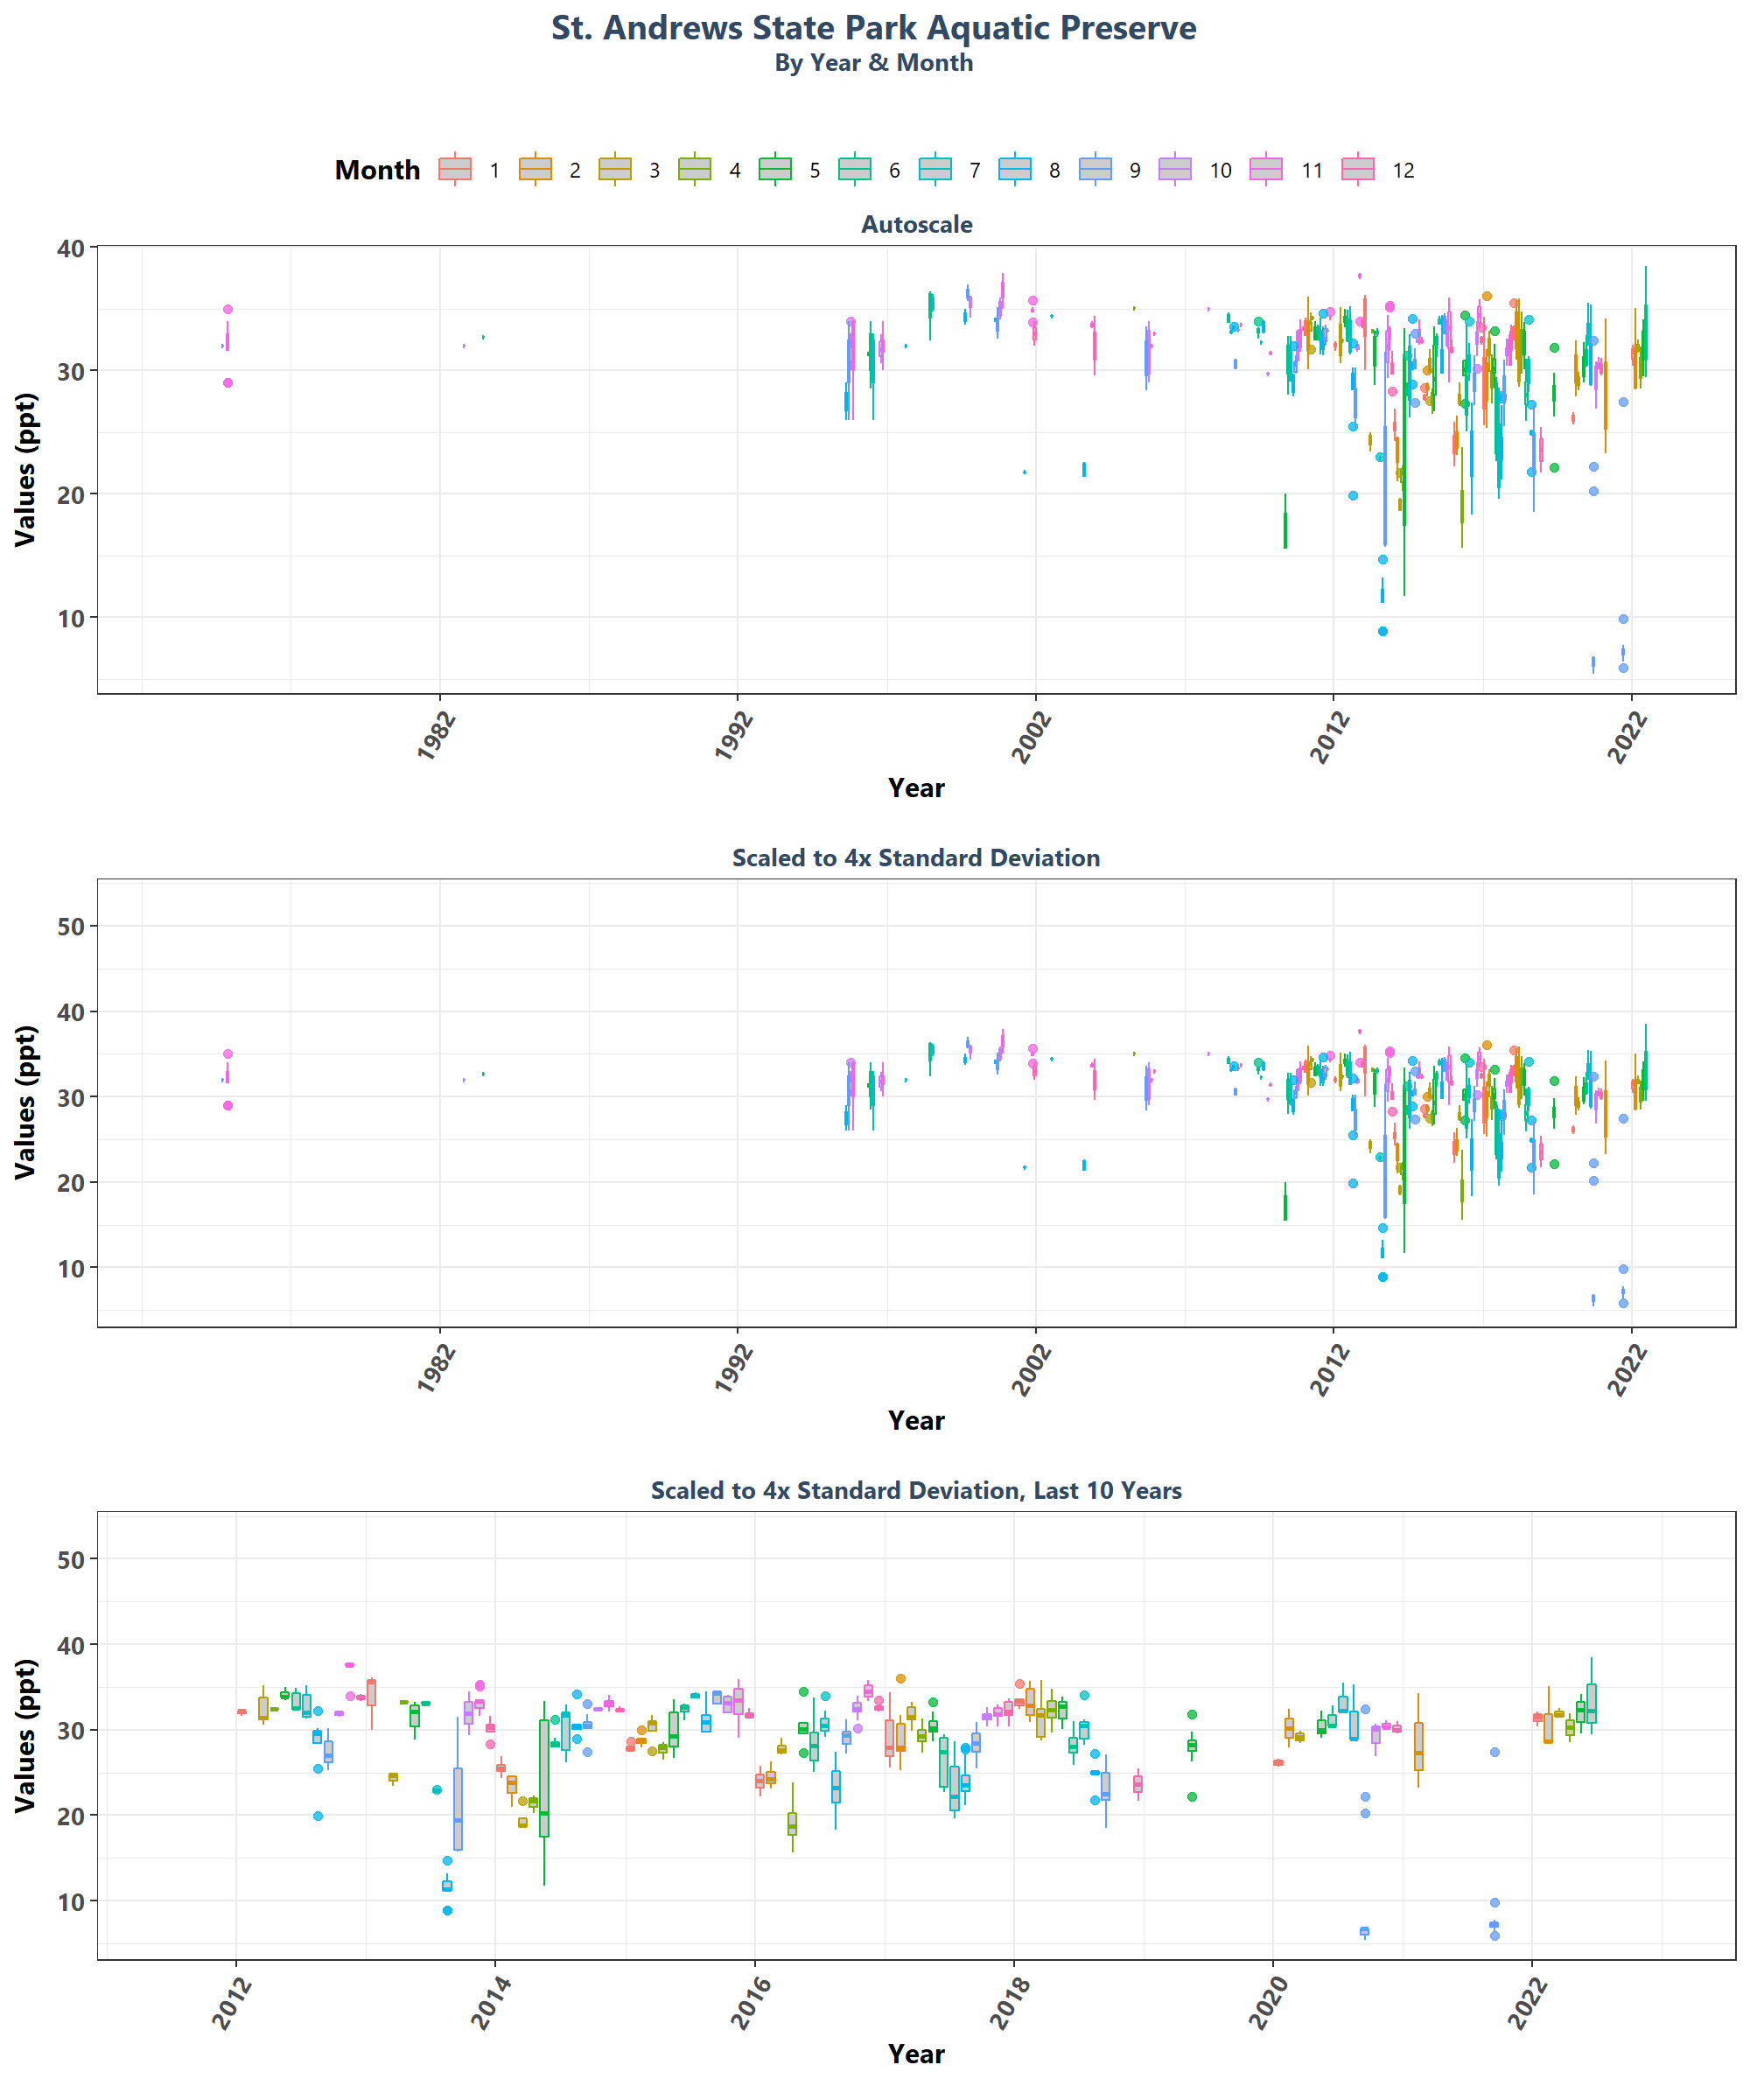 St. Andrews State Park Aquatic Preserve
By Year & Month
Month 1 2 3 4 5 6 7 8 9 10 11 12
Autoscale
Values (ppt)
40
30
20
10
1982 1992 2002 2012 2022
Year
Scaled to 4x Standard Deviation
Values (ppt)
50
40
30
20
10
1982 1992 2002 2012 2022
Year
Scaled to 4x Standard Deviation, Last 10 Years
Values (ppt)
50
40
30
20
10
2012 2014 2016 2018 2020 2022
Year